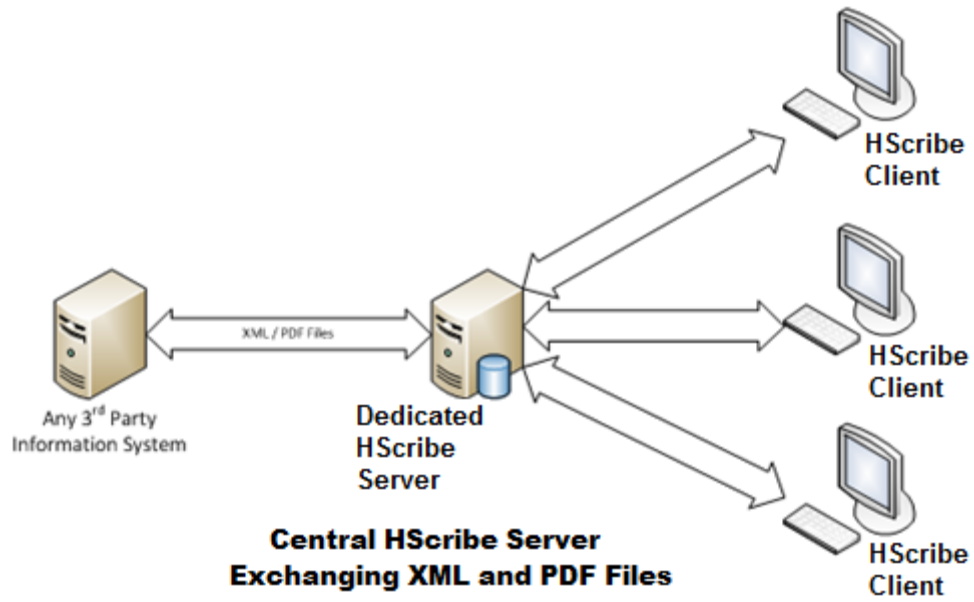 HScribe
Client
XML / PDF Files
HScribe
Client
Any 3rd Party
Information System
Dedicated
HScribe
Server
Central HScribe Server
Exchanging XML and PDF Files
HScribe
Client